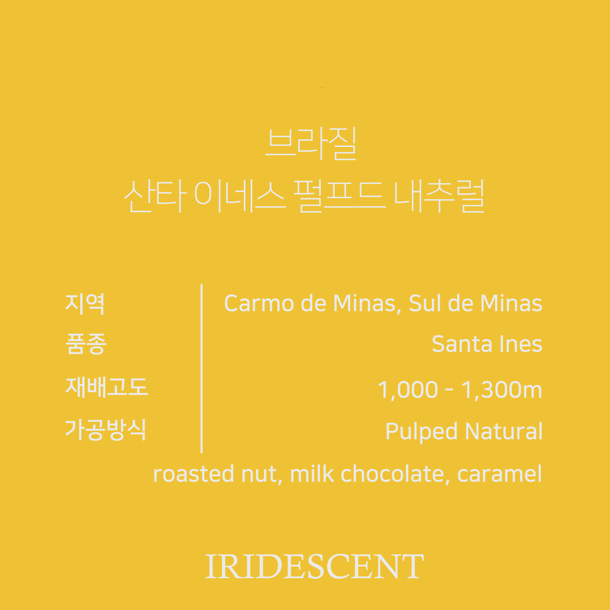 브라질
산타 이네스 펄프드 내추럴
지역 Carmo de Minas, Sul de Minas
품종 Santa Ines
재배고도 1,000 - 1,300m
가공방식 Pulped Natural
roasted nut, milk chocolate, caramel
IRIDESCENT